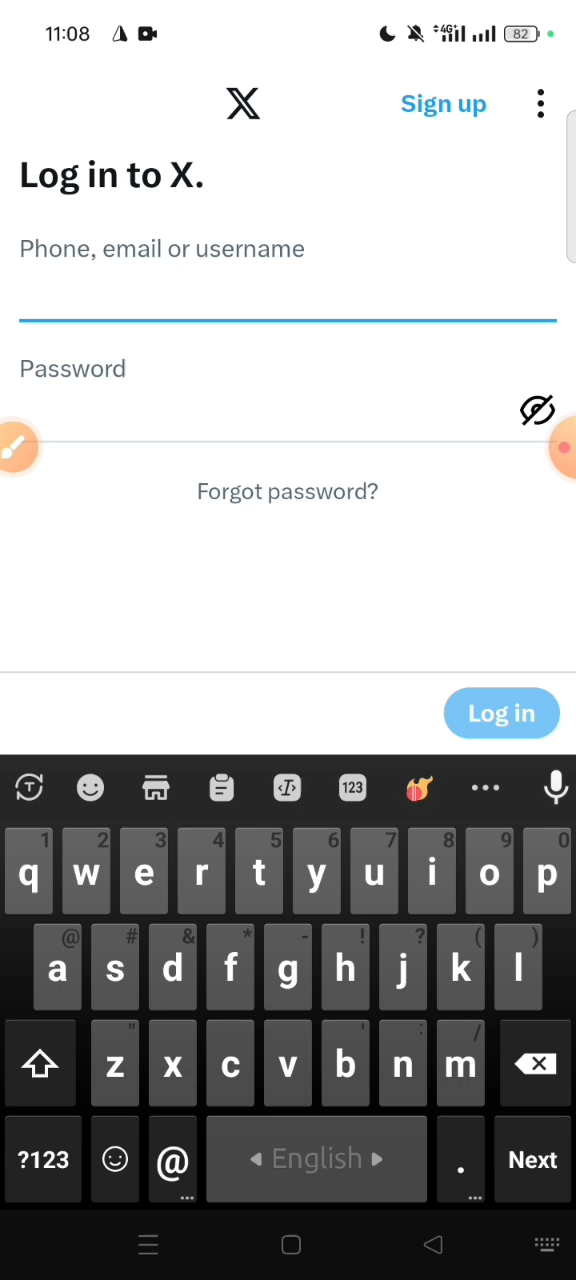 11:08
4G+
82
X
Sign up
Log in to X.
Phone, email or username
Password
Forgot password?
Log in
T
I
123
1 2 3 4 5 6 7 8 9 0
q w e r t y u i o p
@ # & * - ! ? ( )
a s d f g h j k l
" ' : /
z x c v b n m
?123 @ English . Next